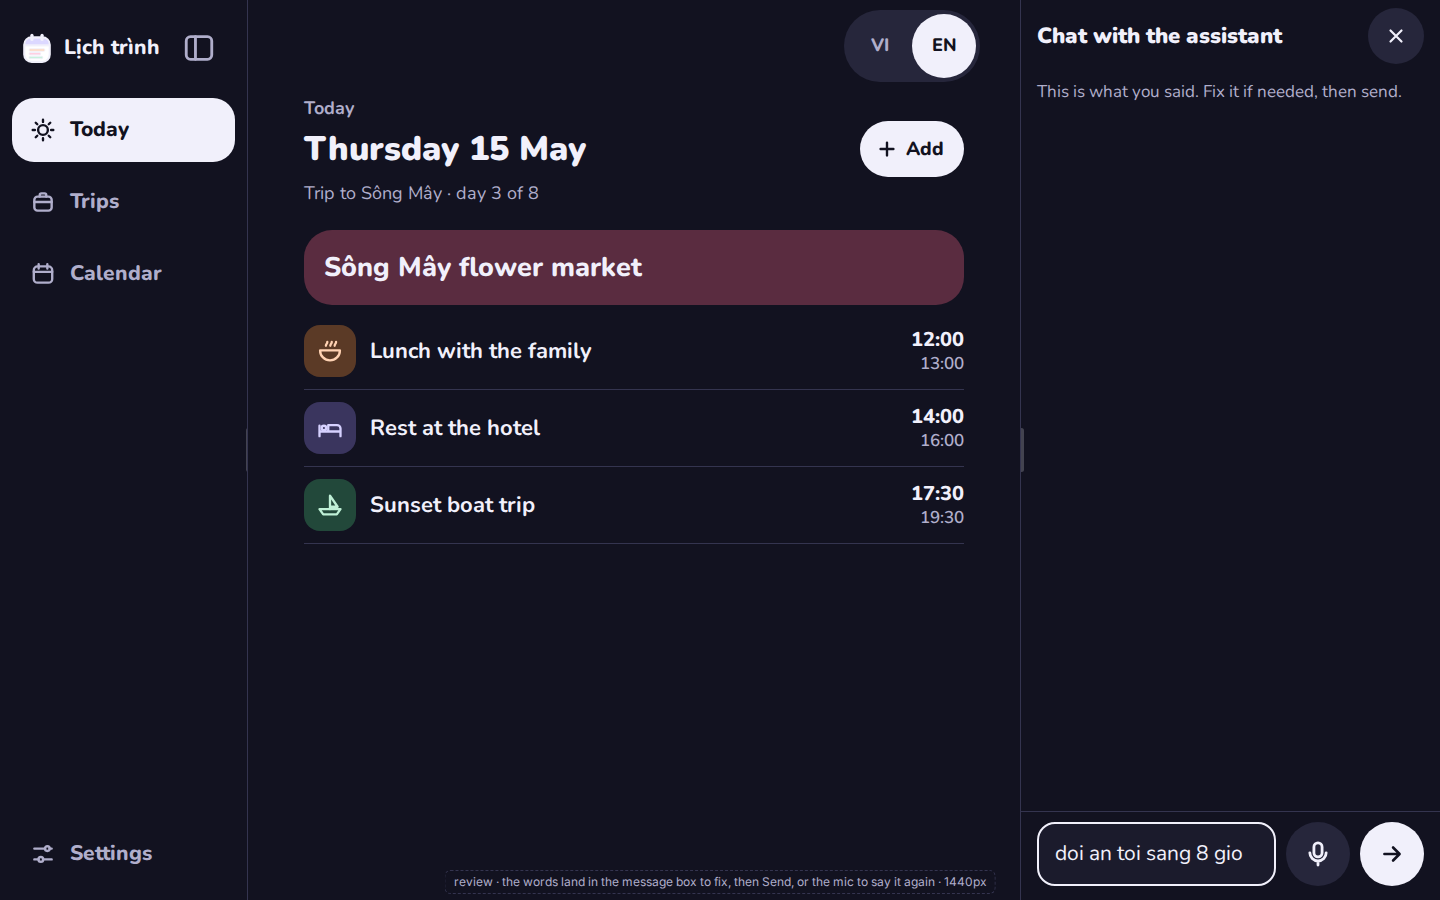 Lịch trình
Today
Trips
Calendar
Settings
VI
EN
Today
Thursday 15 May
Trip to Sông Mây · day 3 of 8
Add
Sông Mây flower market
Lunch with the family
12:00
13:00
Rest at the hotel
14:00
16:00
Sunset boat trip
17:30
19:30
review · the words land in the message box to fix, then Send, or the mic to say it again · 1440px
Chat with the assistant
This is what you said. Fix it if needed, then send.
doi an toi sang 8 gio